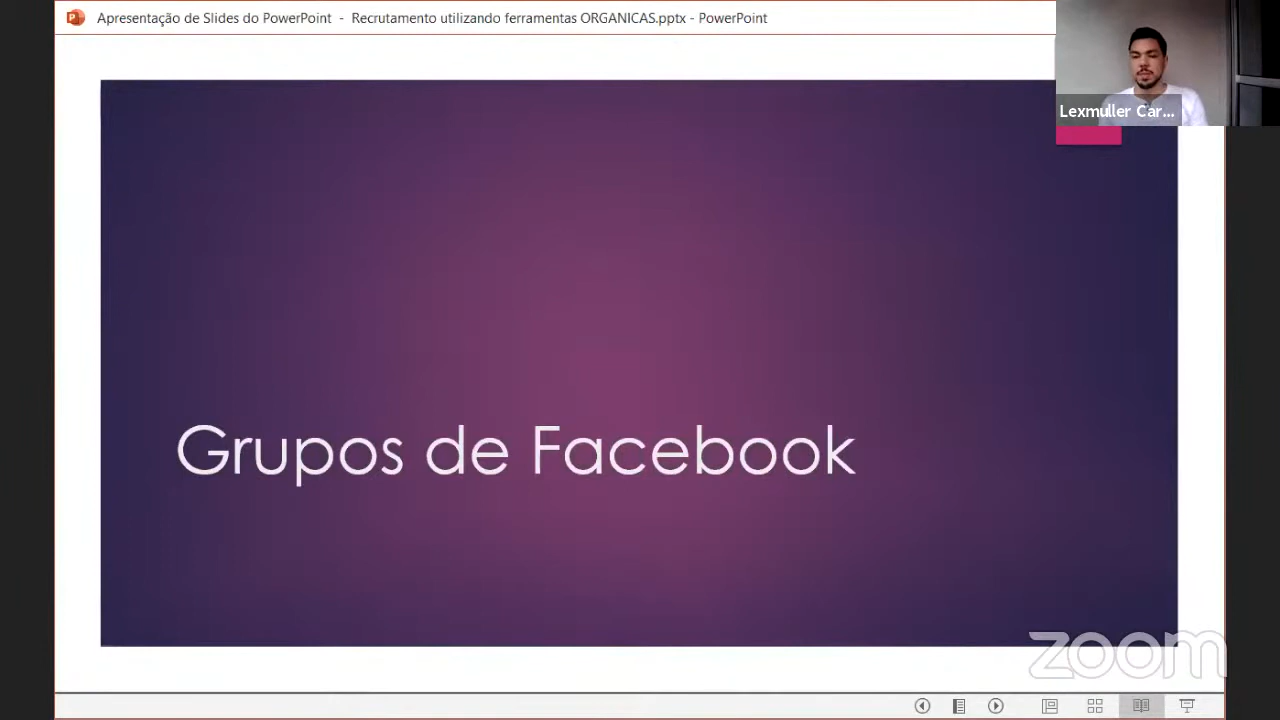 Apresentação de Slides do PowerPoint - Recrutamento utilizando ferramentas ORGANICAS.pptx - PowerPoint
Lexmuller Car...
Grupos de Facebook
zoom